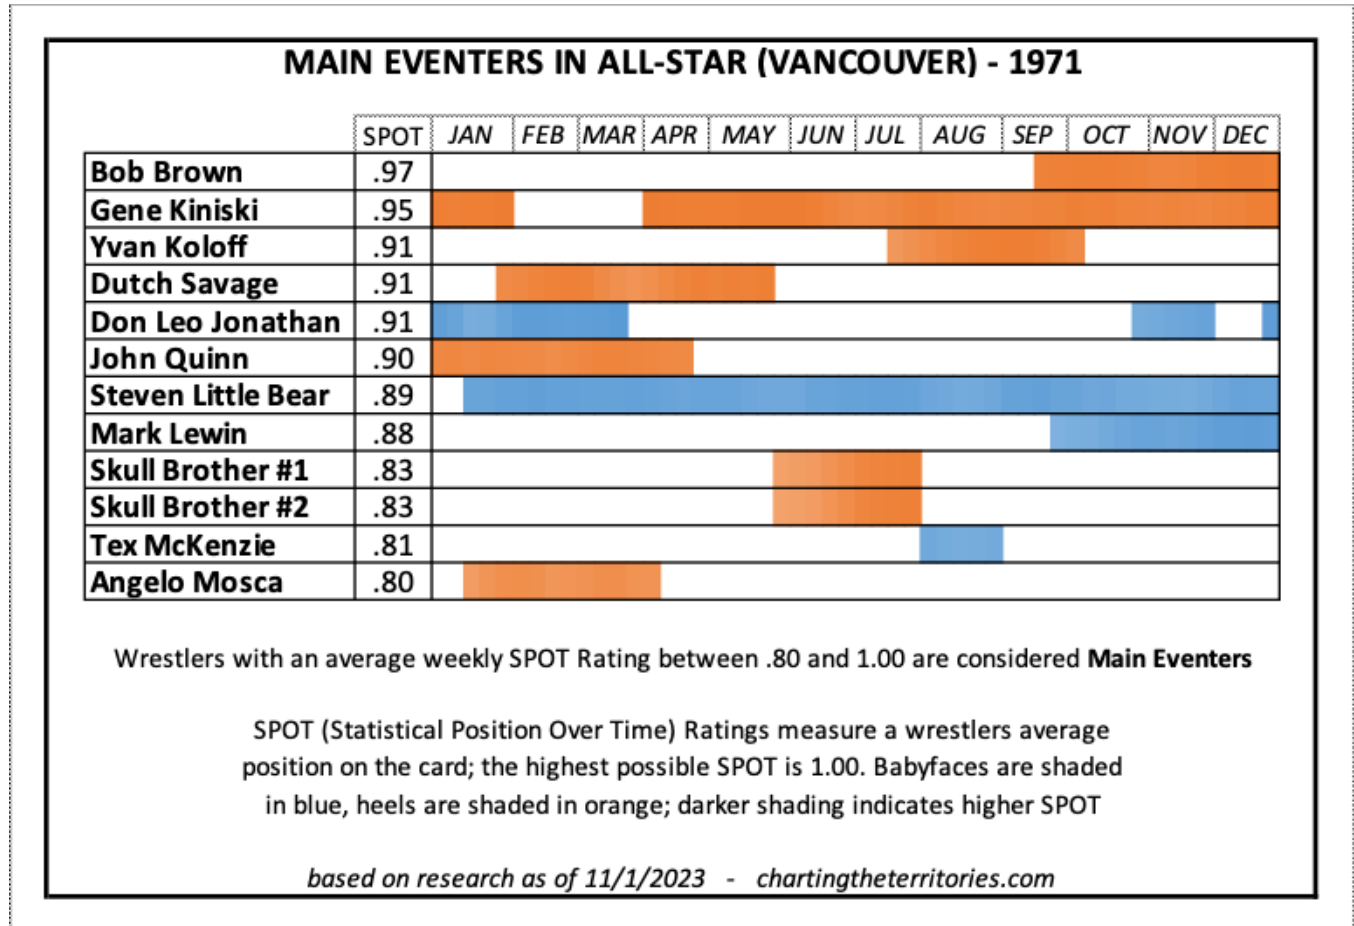 MAIN EVENTERS IN ALL-STAR (VANCOUVER) - 1971
SPOT JAN FEB MAR APR MAY JUN JUL AUG SEP OCT NOV DEC
Bob Brown .97
Gene Kiniski .95
Yvan Koloff .91
Dutch Savage .91
Don Leo Jonathan .91
John Quinn .90
Steven Little Bear .89
Mark Lewin .88
Skull Brother #1 .83
Skull Brother #2 .83
Tex McKenzie .81
Angelo Mosca .80
Wrestlers with an average weekly SPOT Rating between .80 and 1.00 are considered Main Eventers
SPOT (Statistical Position Over Time) Ratings measure a wrestlers average
position on the card; the highest possible SPOT is 1.00. Babyfaces are shaded
in blue, heels are shaded in orange; darker shading indicates higher SPOT
based on research as of 11/1/2023 - chartingtheterritories.com